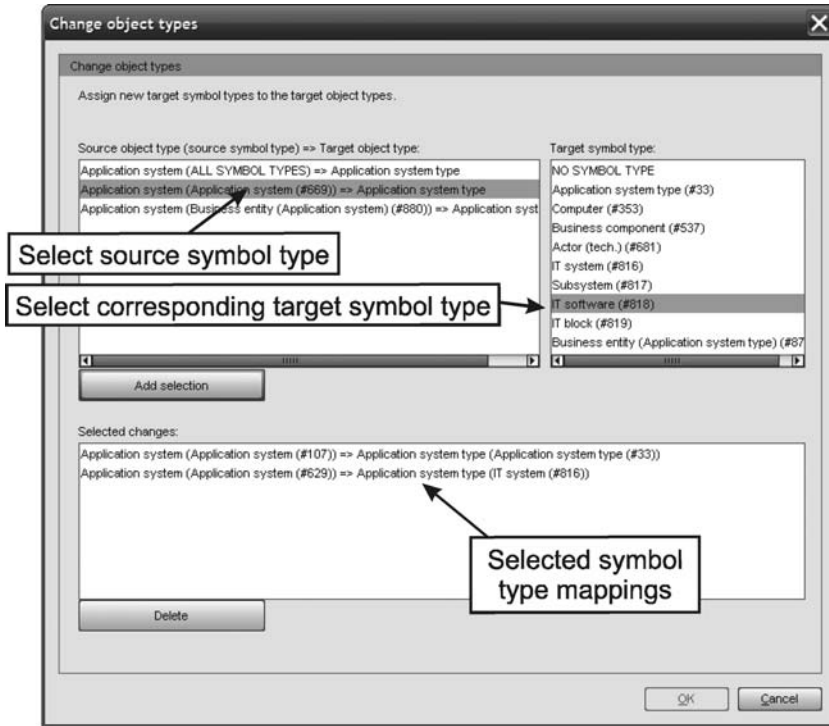 Change object types
Change object types
Assign new target symbol types to the target object types.
Source object type (source symbol type) => Target object type:
Application system (ALL SYMBOL TYPES) => Application system type
Application system (Application system (#669)) => Application system type
Application system (Business entity (Application system) (#880)) => Application syst
Select source symbol type
Select corresponding target symbol type
Add selection
Target symbol type:
NO SYMBOL TYPE
Application system type (#33)
Computer (#353)
Business component (#537)
Actor (tech.) (#681)
IT system (#816)
Subsystem (#817)
IT software (#818)
IT block (#819)
Business entity (Application system type) (#87
Selected changes:
Application system (Application system (#107)) => Application system type (Application system type (#33))
Application system (Application system (#629)) => Application system type (IT system (#816))
Selected symbol
type mappings
Delete
OK
Cancel